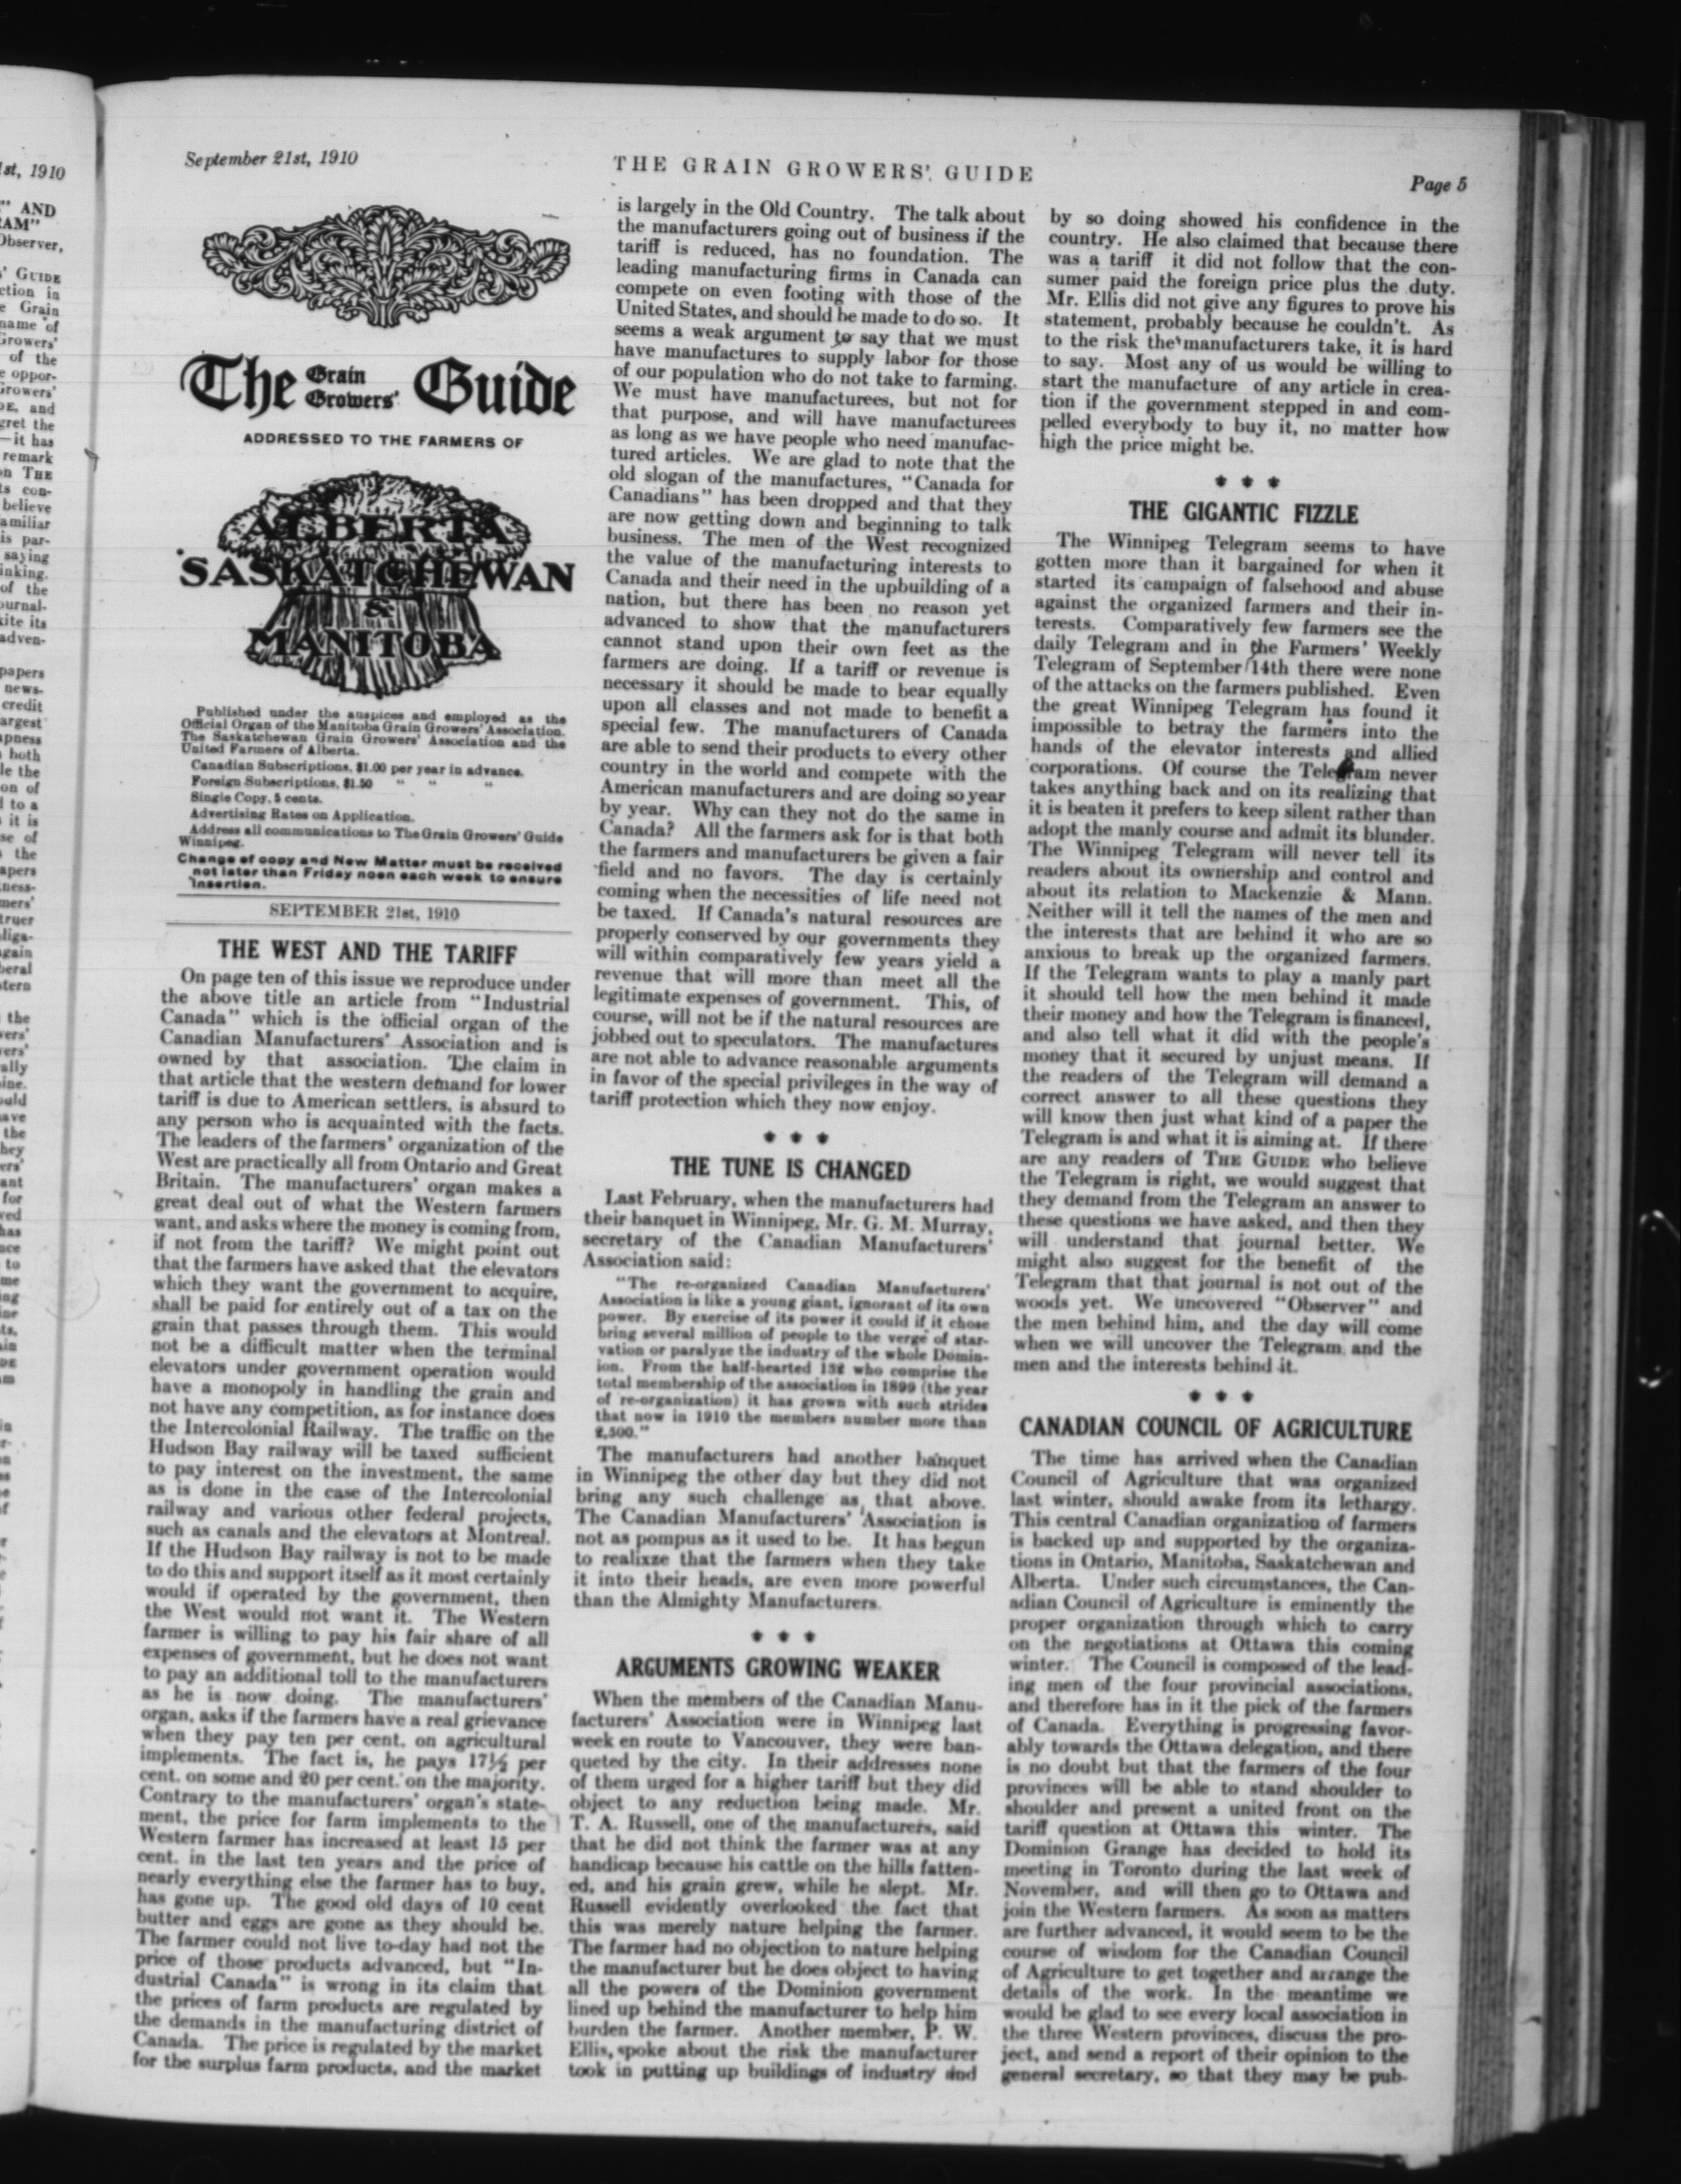 September 21st, 1910
THE GRAIN GROWERS' GUIDE
Page 5
The Grain Growers' Guide
ADDRESSED TO THE FARMERS OF
ALBERTA
SASKATCHEWAN
&
MANITOBA
Published under the auspices and employed as the
Official Organ of the Manitoba Grain Growers' Association.
The Saskatchewan Grain Growers' Association and the
United Farmers of Alberta.
Canadian Subscriptions, $1.00 per year in advance.
Foreign Subscriptions, $1.50 " " "
Single Copy, 5 cents.
Advertising Rates on Application.
Address all communications to The Grain Growers' Guide
Winnipeg.
Change of copy and New Matter must be received
not later than Friday noon each week to ensure
insertion.
SEPTEMBER 21st, 1910
THE WEST AND THE TARIFF
On page ten of this issue we reproduce under
the above title an article from "Industrial
Canada" which is the official organ of the
Canadian Manufacturers' Association and is
owned by that association. The claim in
that article that the western demand for lower
tariff is due to American settlers, is absurd to
any person who is acquainted with the facts.
The leaders of the farmers' organization of the
West are practically all from Ontario and Great
Britain. The manufacturers' organ makes a
great deal out of what the Western farmers
want, and asks where the money is coming from,
if not from the tariff? We might point out
that the farmers have asked that the elevators
which they want the government to acquire,
shall be paid for entirely out of a tax on the
grain that passes through them. This would
not be a difficult matter when the terminal
elevators under government operation would
have a monopoly in handling the grain and
not have any competition, as for instance does
the Intercolonial Railway. The traffic on the
Hudson Bay railway will be taxed sufficient
to pay interest on the investment, the same
as is done in the case of the Intercolonial
railway and various other federal projects,
such as canals and the elevators at Montreal.
If the Hudson Bay railway is not to be made
to do this and support itself as it most certainly
would if operated by the government, then
the West would not want it. The Western
farmer is willing to pay his fair share of all
expenses of government, but he does not want
to pay an additional toll to the manufacturers
as he is now doing. The manufacturers'
organ, asks if the farmers have a real grievance
when they pay ten per cent. on agricultural
implements. The fact is, he pays 17½ per
cent. on some and 20 per cent. on the majority.
Contrary to the manufacturers' organ's state-
ment, the price for farm implements to the
Western farmer has increased at least 15 per
cent. in the last ten years and the price of
nearly everything else the farmer has to buy,
has gone up. The good old days of 10 cent
butter and eggs are gone as they should be.
The farmer could not live to-day had not the
price of those products advanced, but "In-
dustrial Canada" is wrong in its claim that
the prices of farm products are regulated by
the demands in the manufacturing district of
Canada. The price is regulated by the market
for the surplus farm products, and the market
is largely in the Old Country. The talk about
the manufacturers going out of business if the
tariff is reduced, has no foundation. The
leading manufacturing firms in Canada can
compete on even footing with those of the
United States, and should be made to do so. It
seems a weak argument to say that we must
have manufactures to supply labor for those
of our population who do not take to farming.
We must have manufacturees, but not for
that purpose, and will have manufacturees
as long as we have people who need manufac-
tured articles. We are glad to note that the
old slogan of the manufactures, "Canada for
Canadians" has been dropped and that they
are now getting down and beginning to talk
business. The men of the West recognized
the value of the manufacturing interests to
Canada and their need in the upbuilding of a
nation, but there has been no reason yet
advanced to show that the manufacturers
cannot stand upon their own feet as the
farmers are doing. If a tariff or revenue is
necessary it should be made to bear equally
upon all classes and not made to benefit a
special few. The manufacturers of Canada
are able to send their products to every other
country in the world and compete with the
American manufacturers and are doing so year
by year. Why can they not do the same in
Canada? All the farmers ask for is that both
the farmers and manufacturers be given a fair
field and no favors. The day is certainly
coming when the necessities of life need not
be taxed. If Canada's natural resources are
properly conserved by our governments they
will within comparatively few years yield a
revenue that will more than meet all the
legitimate expenses of government. This, of
course, will not be if the natural resources are
jobbed out to speculators. The manufactures
are not able to advance reasonable arguments
in favor of the special privileges in the way of
tariff protection which they now enjoy.
THE TUNE IS CHANGED
Last February, when the manufacturers had
their banquet in Winnipeg, Mr. G. M. Murray,
secretary of the Canadian Manufacturers'
Association said:
"The re-organized Canadian Manufacturers'
Association is like a young giant, ignorant of its own
power. By exercise of its power it could if it chose
bring several million of people to the verge of star-
vation or paralyze the industry of the whole Domin-
ion. From the half-hearted 132 who comprise the
total membership of the association in 1899 (the year
of re-organization) it has grown with such strides
that now in 1910 the members number more than
2,500."
The manufacturers had another banquet
in Winnipeg the other day but they did not
bring any such challenge as that above.
The Canadian Manufacturers' Association is
not as pompus as it used to be. It has begun
to realixze that the farmers when they take
it into their heads, are even more powerful
than the Almighty Manufacturers.
ARGUMENTS GROWING WEAKER
When the members of the Canadian Manu-
facturers' Association were in Winnipeg last
week en route to Vancouver, they were ban-
queted by the city. In their addresses none
of them urged for a higher tariff but they did
object to any reduction being made. Mr.
T. A. Russell, one of the manufacturers, said
that he did not think the farmer was at any
handicap because his cattle on the hills fatten-
ed, and his grain grew, while he slept. Mr.
Russell evidently overlooked the fact that
this was merely nature helping the farmer.
The farmer had no objection to nature helping
the manufacturer but he does object to having
all the powers of the Dominion government
lined up behind the manufacturer to help him
burden the farmer. Another member, P. W.
Ellis, spoke about the risk the manufacturer
took in putting up buildings of industry and
by so doing showed his confidence in the
country. He also claimed that because there
was a tariff it did not follow that the con-
sumer paid the foreign price plus the duty.
Mr. Ellis did not give any figures to prove his
statement, probably because he couldn't. As
to the risk the manufacturers take, it is hard
to say. Most any of us would be willing to
start the manufacture of any article in crea-
tion if the government stepped in and com-
pelled everybody to buy it, no matter how
high the price might be.
THE GIGANTIC FIZZLE
The Winnipeg Telegram seems to have
gotten more than it bargained for when it
started its campaign of falsehood and abuse
against the organized farmers and their in-
terests. Comparatively few farmers see the
daily Telegram and in the Farmers' Weekly
Telegram of September 14th there were none
of the attacks on the farmers published. Even
the great Winnipeg Telegram has found it
impossible to betray the farmers into the
hands of the elevator interests and allied
corporations. Of course the Telegram never
takes anything back and on its realizing that
it is beaten it prefers to keep silent rather than
adopt the manly course and admit its blunder.
The Winnipeg Telegram will never tell its
readers about its ownership and control and
about its relation to Mackenzie & Mann.
Neither will it tell the names of the men and
the interests that are behind it who are so
anxious to break up the organized farmers.
If the Telegram wants to play a manly part
it should tell how the men behind it made
their money and how the Telegram is financed,
and also tell what it did with the people's
money that it secured by unjust means. If
the readers of the Telegram will demand a
correct answer to all these questions they
will know then just what kind of a paper the
Telegram is and what it is aiming at. If there
are any readers of THE GUIDE who believe
the Telegram is right, we would suggest that
they demand from the Telegram an answer to
these questions we have asked, and then they
will understand that journal better. We
might also suggest for the benefit of the
Telegram that that journal is not out of the
woods yet. We uncovered "Observer" and
the men behind him, and the day will come
when we will uncover the Telegram and the
men and the interests behind it.
CANADIAN COUNCIL OF AGRICULTURE
The time has arrived when the Canadian
Council of Agriculture that was organized
last winter, should awake from its lethargy.
This central Canadian organization of farmers
is backed up and supported by the organiza-
tions in Ontario, Manitoba, Saskatchewan and
Alberta. Under such circumstances, the Can-
adian Council of Agriculture is eminently the
proper organization through which to carry
on the negotiations at Ottawa this coming
winter. The Council is composed of the lead-
ing men of the four provincial associations,
and therefore has in it the pick of the farmers
of Canada. Everything is progressing favor-
ably towards the Ottawa delegation, and there
is no doubt but that the farmers of the four
provinces will be able to stand shoulder to
shoulder and present a united front on the
tariff question at Ottawa this winter. The
Dominion Grange has decided to hold its
meeting in Toronto during the last week of
November, and will then go to Ottawa and
join the Western farmers. As soon as matters
are further advanced, it would seem to be the
course of wisdom for the Canadian Council
of Agriculture to get together and arrange the
details of the work. In the meantime we
would be glad to see every local association in
the three Western provinces, discuss the pro-
ject, and send a report of their opinion to the
general secretary, so that they may be pub-